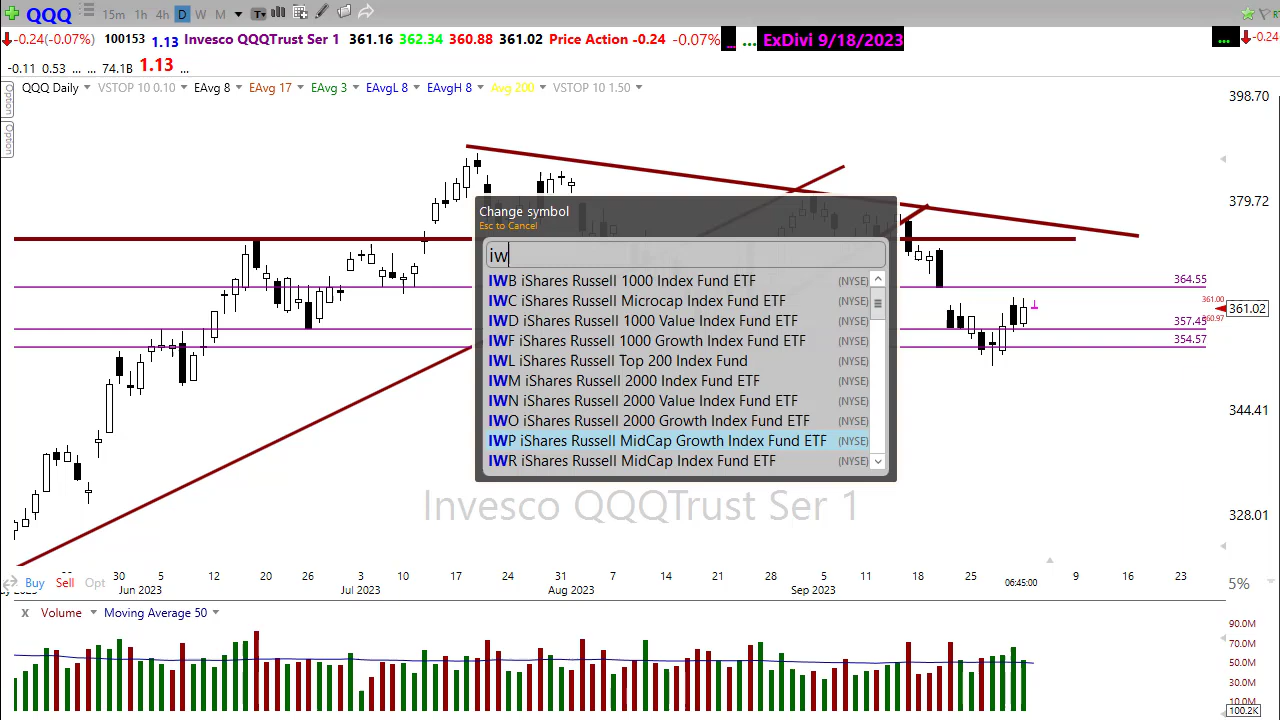 QQQ 15m 1h 4h D W M T
-0.24(-0.07%) 100153 1.13 Invesco QQQTrust Ser 1 361.16 362.34 360.88 361.02 Price Action -0.24 -0.07% ... ... ExDivi 9/18/2023 ... -0.24
-0.11 0.53 ... ... 74.1B 1.13 ...
QQQ Daily VSTOP 10 0.10 EAvg 8 EAvg 17 EAvg 3 EAvgL 8 EAvgH 8 Avg 200 VSTOP 10 1.50
Option
Option
398.70
379.72
364.55
361.00
361.02
360.97
357.45
354.57
344.41
328.01
Change symbol
Esc to Cancel
iw
IWB iShares Russell 1000 Index Fund ETF (NYSE)
IWC iShares Russell Microcap Index Fund ETF (NYSE)
IWD iShares Russell 1000 Value Index Fund ETF (NYSE)
IWF iShares Russell 1000 Growth Index Fund ETF (NYSE)
IWL iShares Russell Top 200 Index Fund (NYSE)
IWM iShares Russell 2000 Index Fund ETF (NYSE)
IWN iShares Russell 2000 Value Index Fund ETF (NYSE)
IWO iShares Russell 2000 Growth Index Fund ETF (NYSE)
IWP iShares Russell MidCap Growth Index Fund ETF (NYSE)
IWR iShares Russell MidCap Index Fund ETF (NYSE)
Invesco QQQTrust Ser 1
30 5 12 20 26 3 10 17 24 31 7 14 21 28 5 11 18 25 06:45:00 9 16 23
Buy Sell Opt 5%
2023 Jun 2023 Jul 2023 Aug 2023 Sep 2023
x Volume Moving Average 50
90.0M
70.0M
50.0M
30.0M
10.0M
100.2K